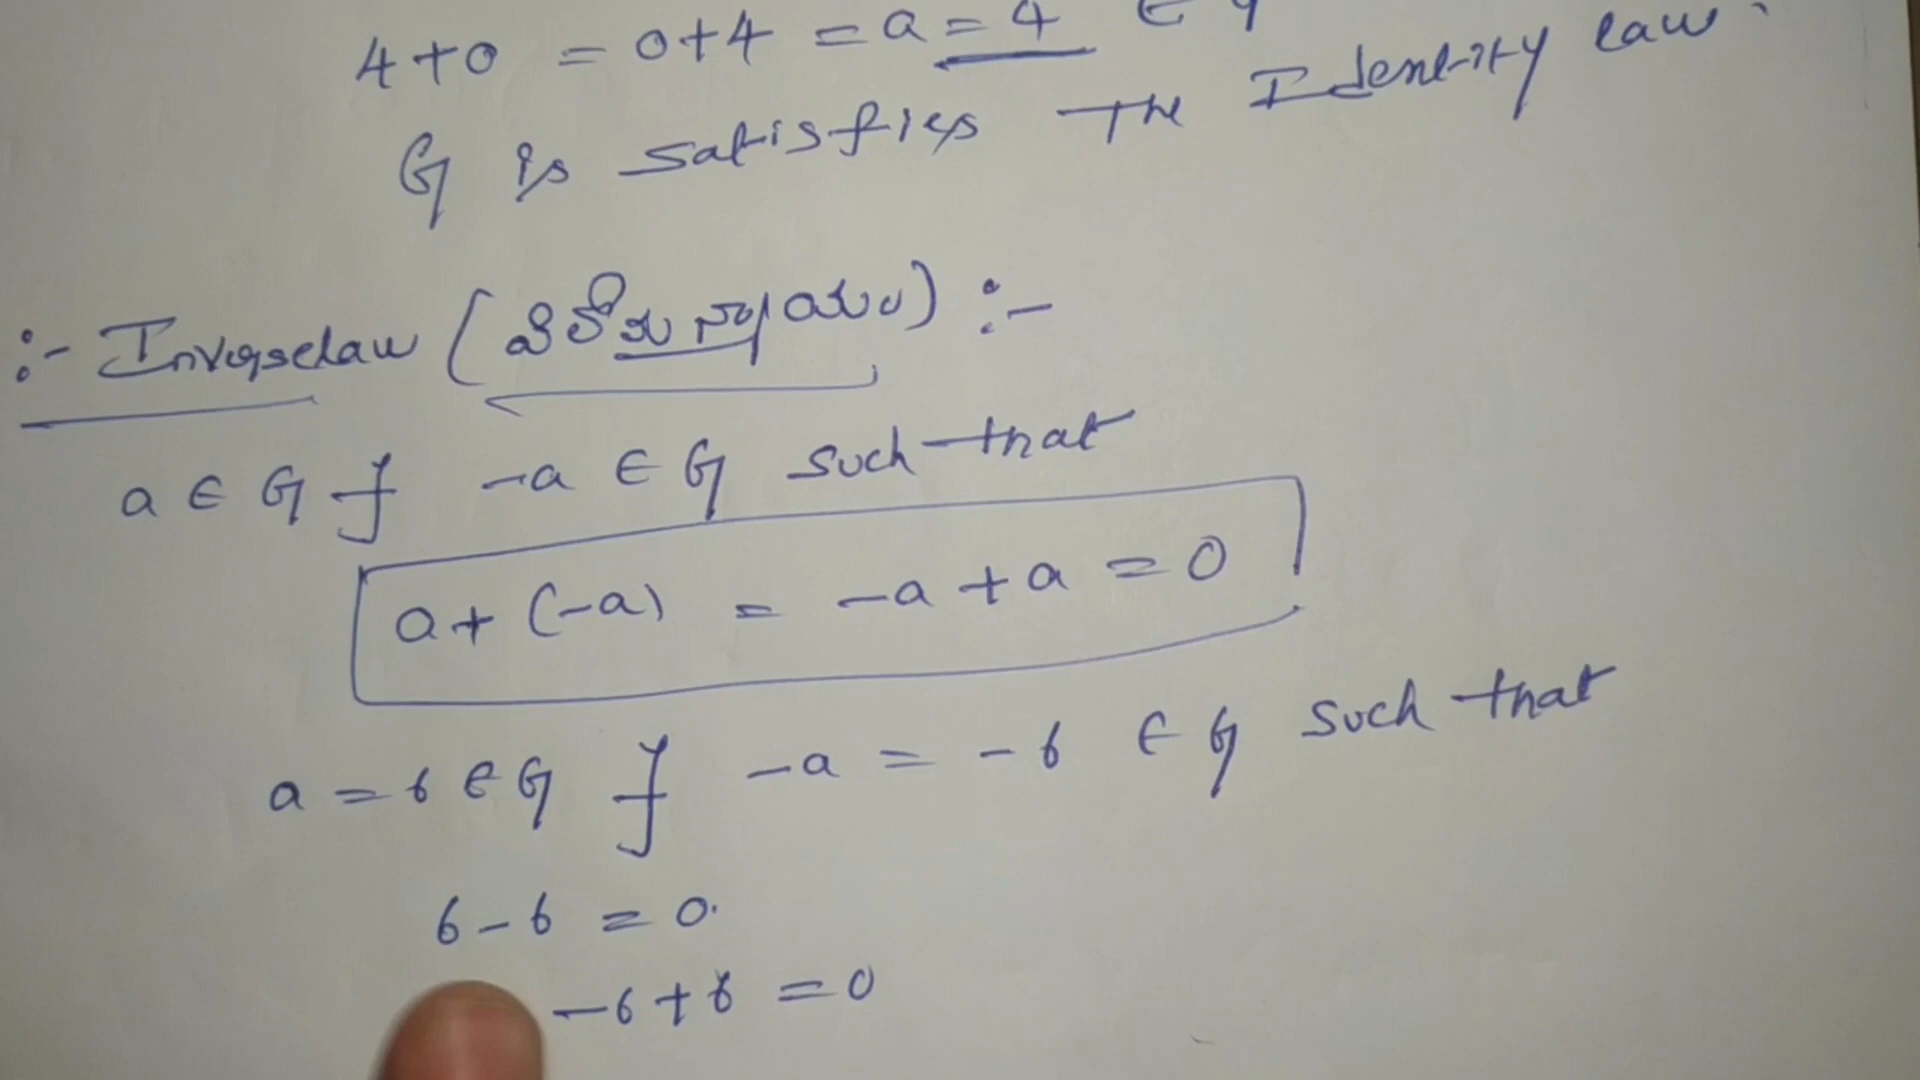 4+0 = 0+4 = a = 4 ∈ G
G is satisfies The Identity law.
:- Inverselaw (విలోమ న్యాయం) :-
a ∈ G ∃ -a ∈ G such that
a + (-a) = -a + a = 0
a = 6 ∈ G ∃ -a = -6 ∈ G such that
6 - 6 = 0.
-6 + 6 = 0